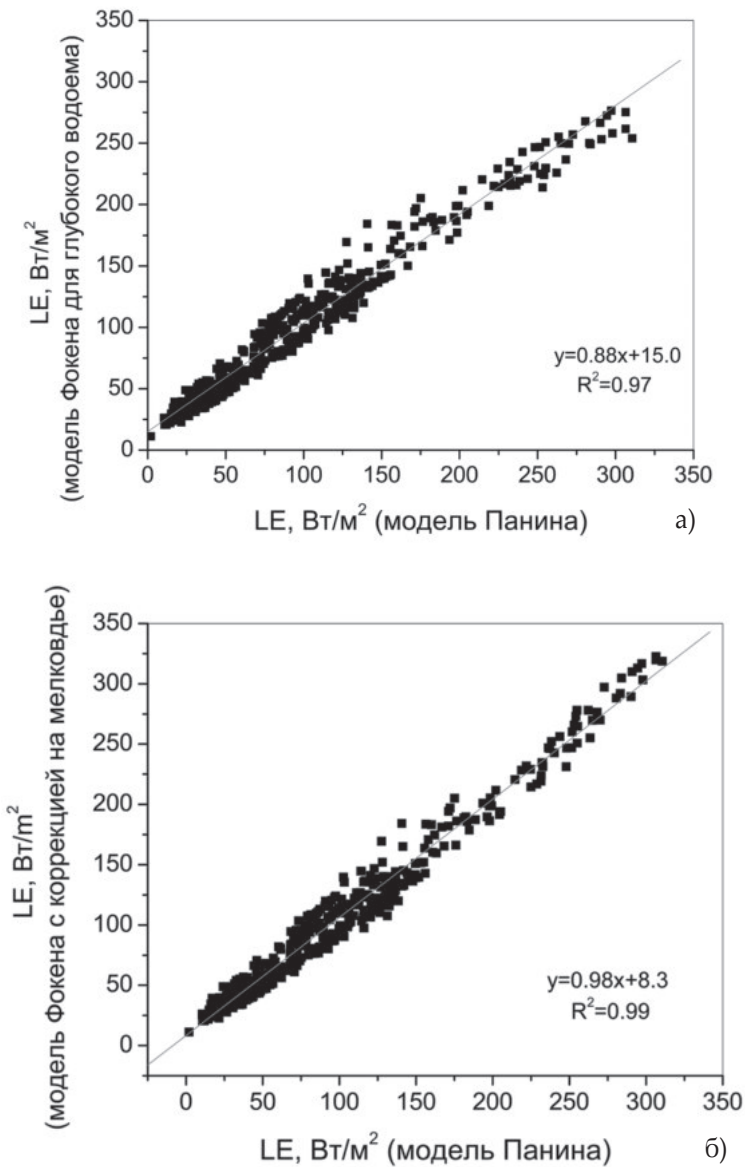 350
300
250
200
150
100
50
0
LE, Вт/м²
(модель Фокена для глубокого водоема)
y=0.88x+15.0
R²=0.97
0 50 100 150 200 250 300 350
LE, Вт/м² (модель Панина)
а)
350
300
250
200
150
100
50
0
LE, Вт/m²
(модель Фокена с коррекцией на мелковдье)
y=0.98x+8.3
R²=0.99
0 50 100 150 200 250 300 350
LE, Вт/м² (модель Панина)
б)